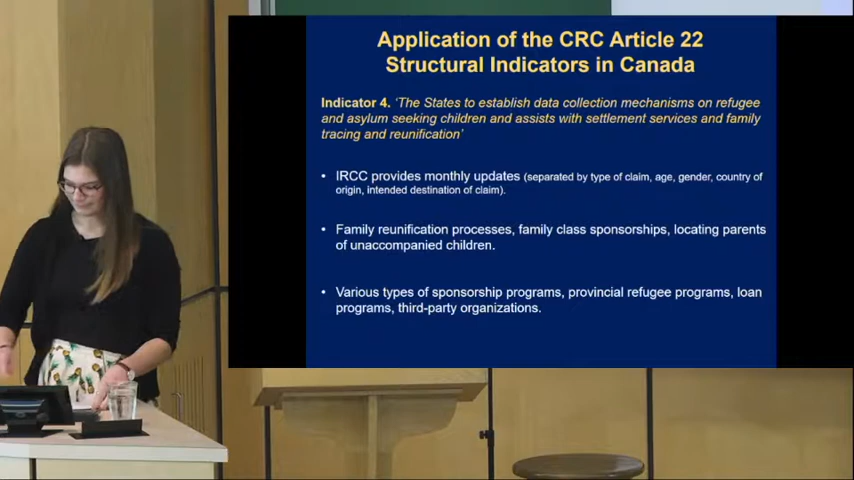 Application of the CRC Article 22
Structural Indicators in Canada
Indicator 4. ‘The States to establish data collection mechanisms on refugee
and asylum seeking children and assists with settlement services and family
tracing and reunification’
• IRCC provides monthly updates (separated by type of claim, age, gender, country of
origin, intended destination of claim).
• Family reunification processes, family class sponsorships, locating parents
of unaccompanied children.
• Various types of sponsorship programs, provincial refugee programs, loan
programs, third-party organizations.